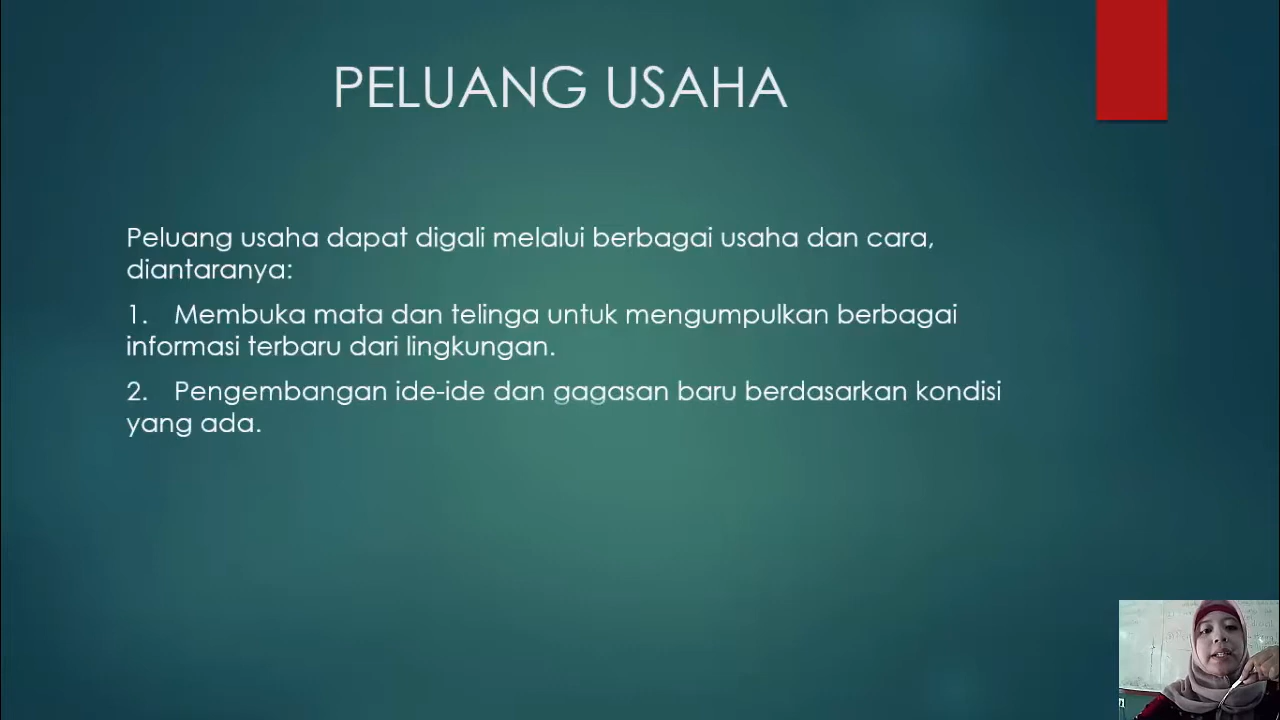 PELUANG USAHA
Peluang usaha dapat digali melalui berbagai usaha dan cara,
diantaranya:
1. Membuka mata dan telinga untuk mengumpulkan berbagai
informasi terbaru dari lingkungan.
2. Pengembangan ide-ide dan gagasan baru berdasarkan kondisi
yang ada.